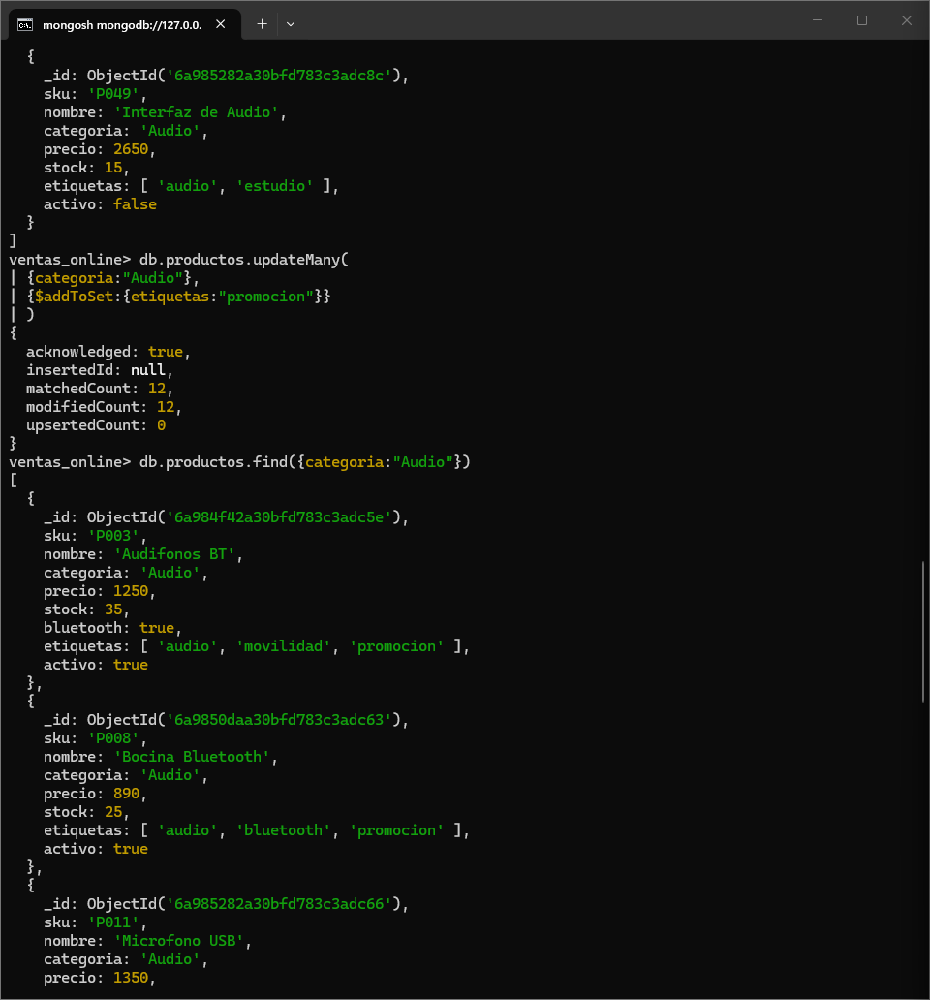 mongosh mongodb://127.0.0.
  {
    _id: ObjectId('6a985282a30bfd783c3adc8c'),
    sku: 'P049',
    nombre: 'Interfaz de Audio',
    categoria: 'Audio',
    precio: 2650,
    stock: 15,
    etiquetas: [ 'audio', 'estudio' ],
    activo: false
  }
]
ventas_online> db.productos.updateMany(
| {categoria:"Audio"},
| {$addToSet:{etiquetas:"promocion"}}
| )
{
  acknowledged: true,
  insertedId: null,
  matchedCount: 12,
  modifiedCount: 12,
  upsertedCount: 0
}
ventas_online> db.productos.find({categoria:"Audio"})
[
  {
    _id: ObjectId('6a984f42a30bfd783c3adc5e'),
    sku: 'P003',
    nombre: 'Audifonos BT',
    categoria: 'Audio',
    precio: 1250,
    stock: 35,
    bluetooth: true,
    etiquetas: [ 'audio', 'movilidad', 'promocion' ],
    activo: true
  },
  {
    _id: ObjectId('6a9850daa30bfd783c3adc63'),
    sku: 'P008',
    nombre: 'Bocina Bluetooth',
    categoria: 'Audio',
    precio: 890,
    stock: 25,
    etiquetas: [ 'audio', 'bluetooth', 'promocion' ],
    activo: true
  },
  {
    _id: ObjectId('6a985282a30bfd783c3adc66'),
    sku: 'P011',
    nombre: 'Microfono USB',
    categoria: 'Audio',
    precio: 1350,